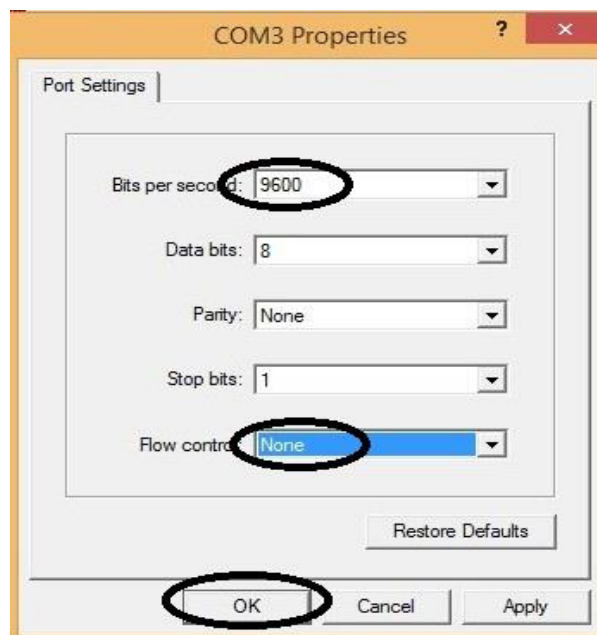 COM3 Properties ?
Port Settings
Bits per second: 9600
Data bits: 8
Parity: None
Stop bits: 1
Flow control: None
Restore Defaults
OK Cancel Apply